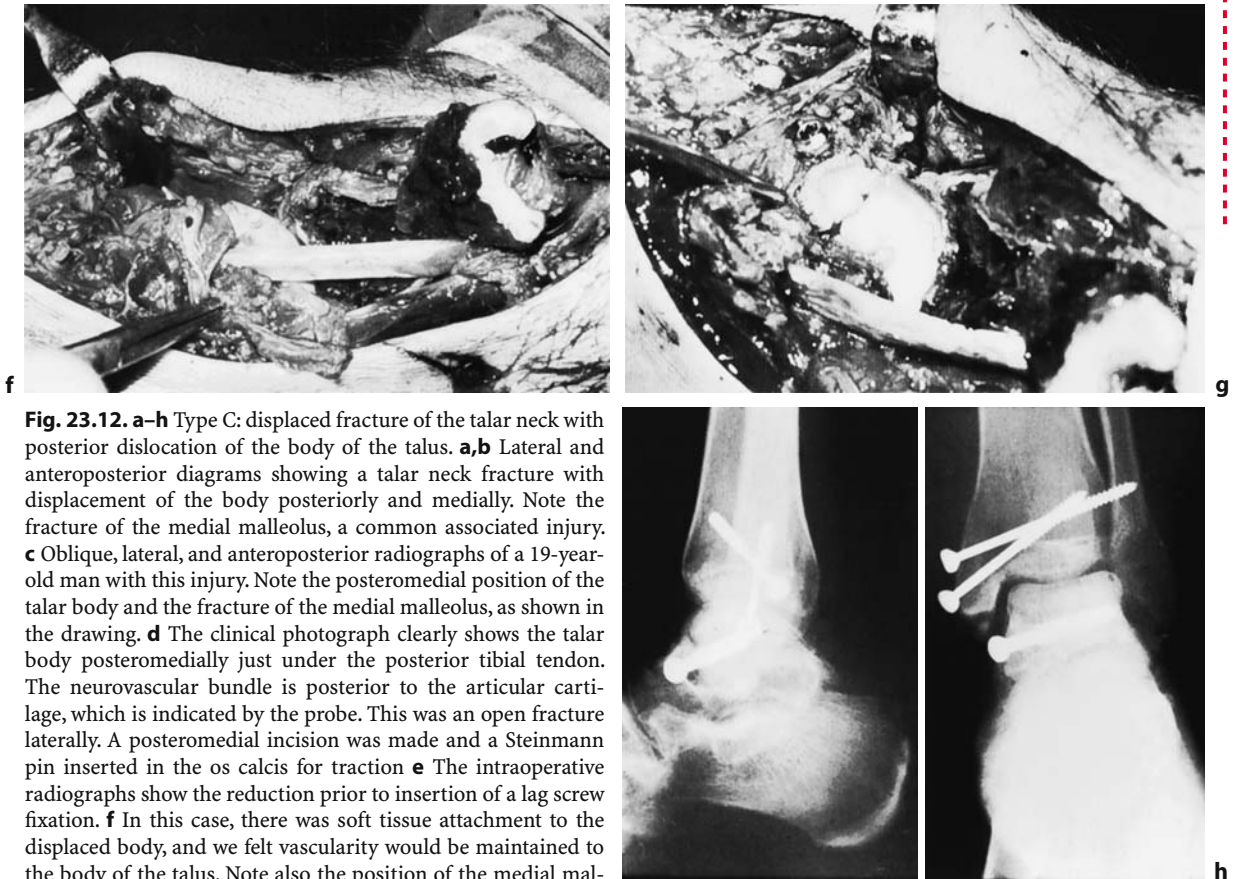 f
g
Fig. 23.12. a–h Type C: displaced fracture of the talar neck with
posterior dislocation of the body of the talus. a,b Lateral and
anteroposterior diagrams showing a talar neck fracture with
displacement of the body posteriorly and medially. Note the
fracture of the medial malleolus, a common associated injury.
c Oblique, lateral, and anteroposterior radiographs of a 19-year-
old man with this injury. Note the posteromedial position of the
talar body and the fracture of the medial malleolus, as shown in
the drawing. d The clinical photograph clearly shows the talar
body posteromedially just under the posterior tibial tendon.
The neurovascular bundle is posterior to the articular carti-
lage, which is indicated by the probe. This was an open fracture
laterally. A posteromedial incision was made and a Steinmann
pin inserted in the os calcis for traction e The intraoperative
radiographs show the reduction prior to insertion of a lag screw
fixation. f In this case, there was soft tissue attachment to the
displaced body, and we felt vascularity would be maintained to
the body of the talus. Note also the position of the medial mal-
h